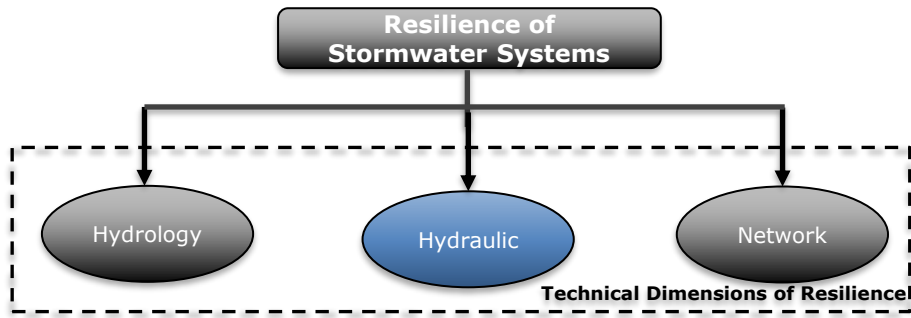 Resilience of
Stormwater Systems
Hydrology
Hydraulic
Network
Technical Dimensions of Resilience